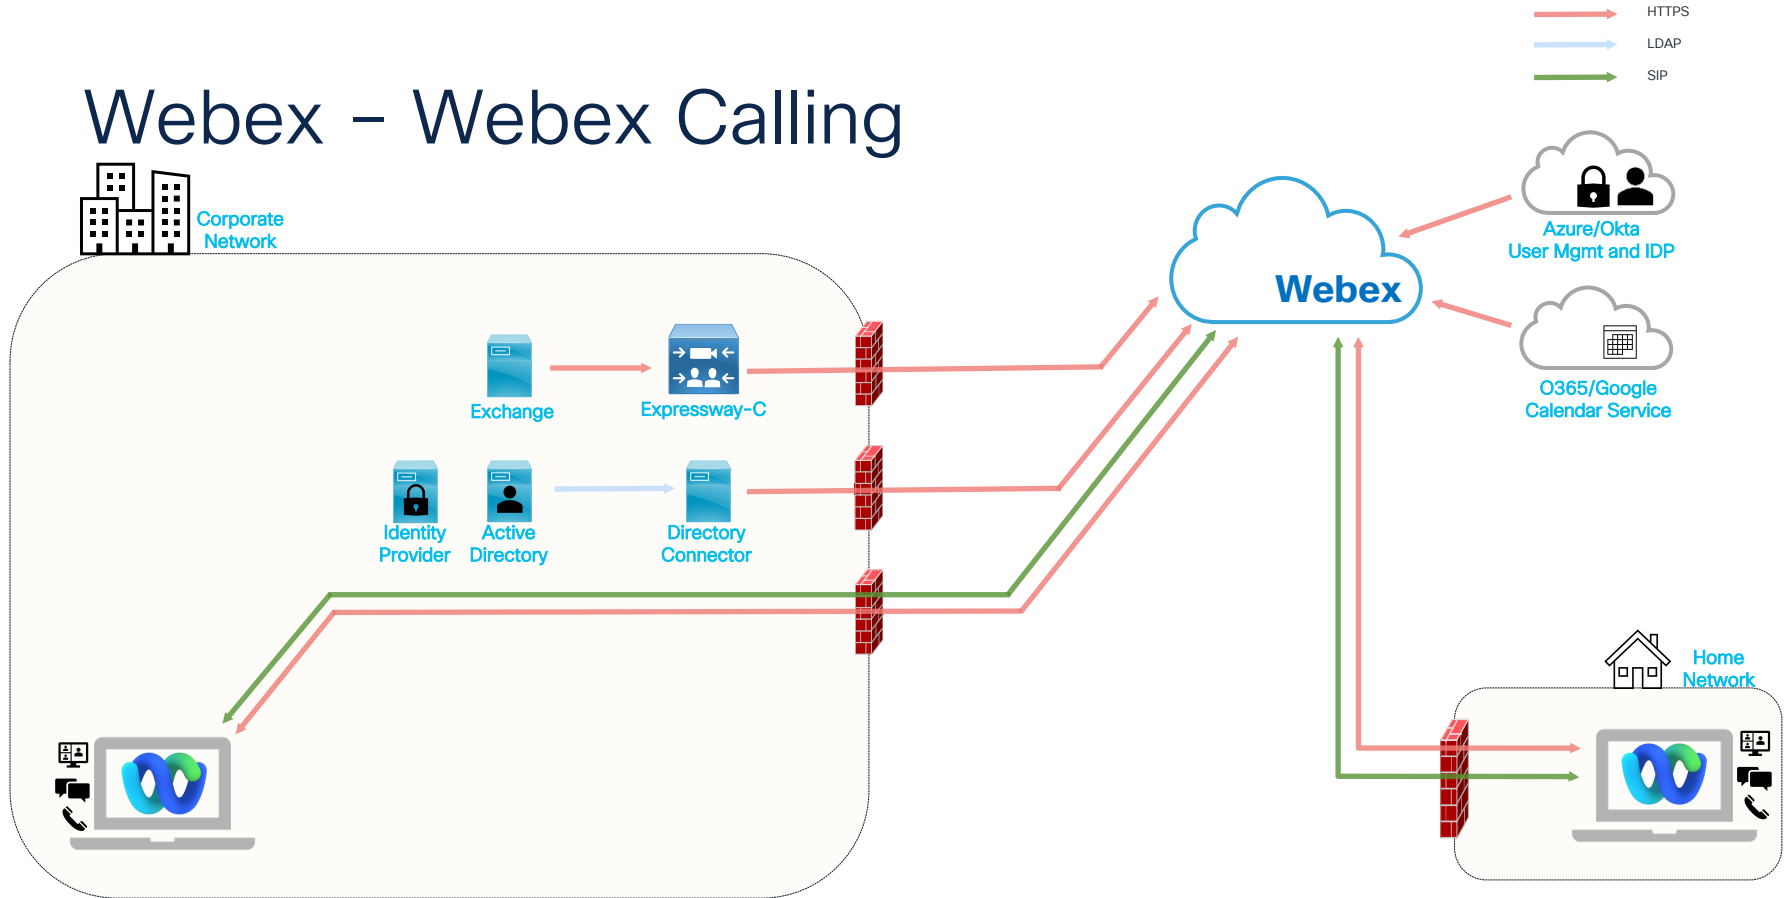 HTTPS
LDAP
SIP
Webex – Webex Calling
Corporate
Network
Webex
Azure/Okta
User Mgmt and IDP
O365/Google
Calendar Service
Exchange
Expressway-C
Identity
Provider
Active
Directory
Directory
Connector
Home
Network